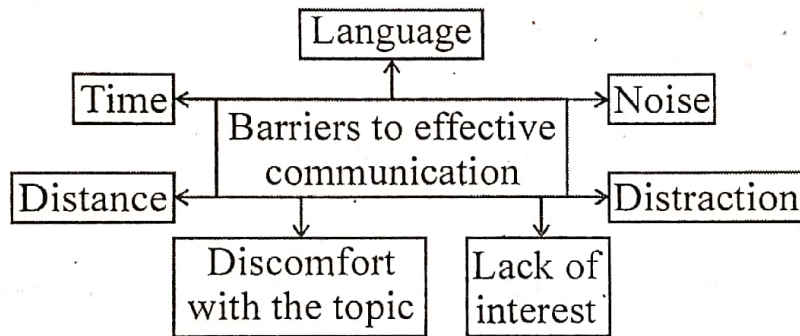 Language
Time
Noise
Barriers to effective
communication
Distance
Distraction
Discomfort
with the topic
Lack of
interest